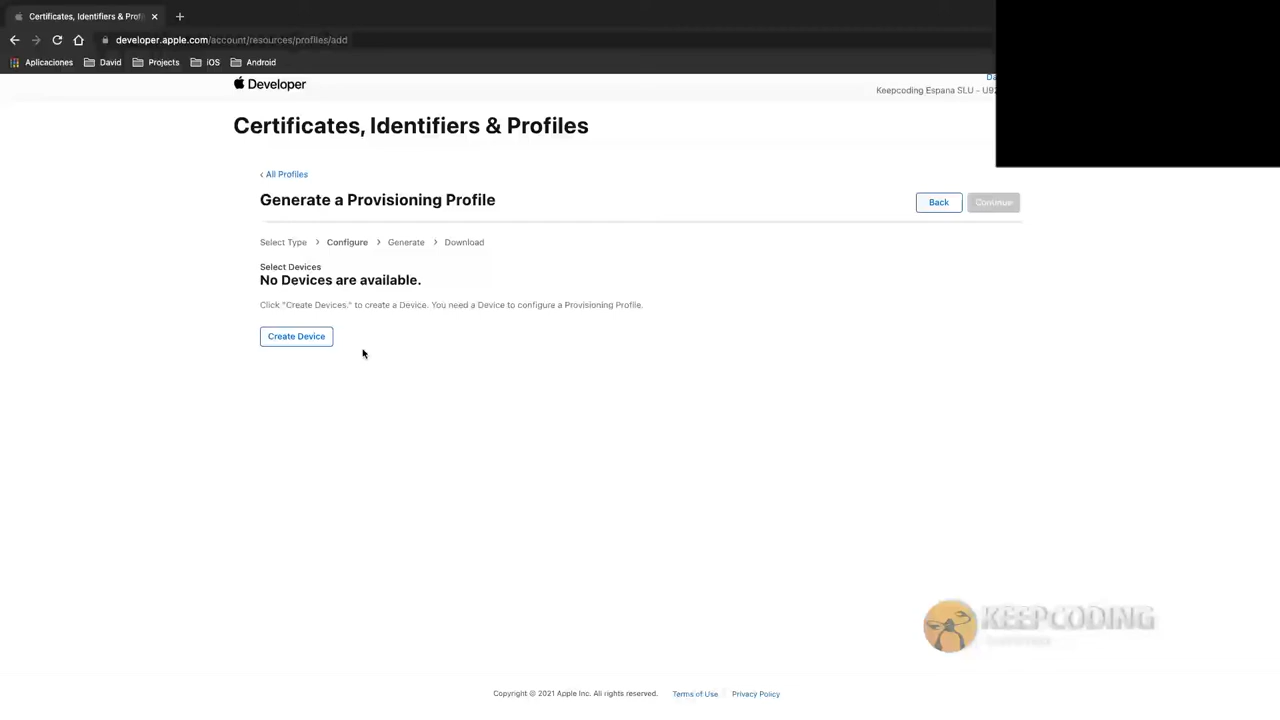 Certificates, Identifiers & Prof
developer.apple.com/account/resources/profiles/add
Aplicaciones David Projects iOS Android
Developer
Keepcoding Espana SLU - U92
Certificates, Identifiers & Profiles
‹ All Profiles
Generate a Provisioning Profile
Back Continue
Select Type › Configure › Generate › Download
Select Devices
No Devices are available.
Click "Create Devices." to create a Device. You need a Device to configure a Provisioning Profile.
Create Device
KEEPCODING
Copyright © 2021 Apple Inc. All rights reserved. Terms of Use Privacy Policy